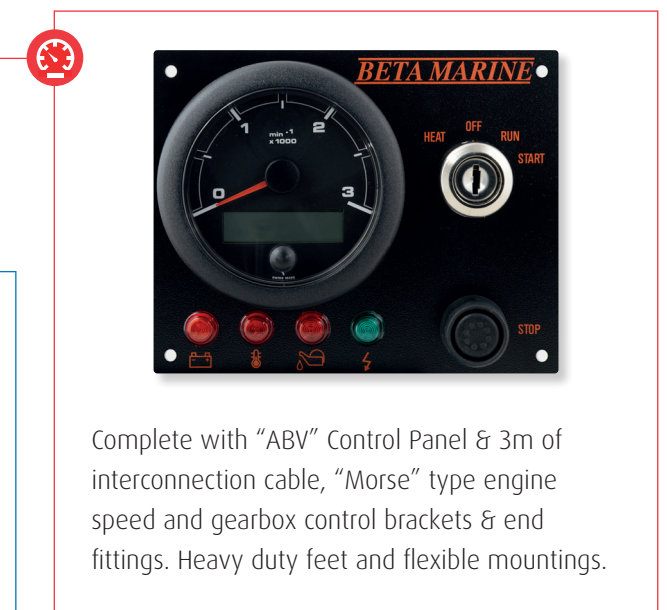 BETA MARINE
1 2
min -1
x 1000
0 3
HEAT OFF RUN START
STOP
Complete with “ABV” Control Panel & 3m of
interconnection cable, “Morse” type engine
speed and gearbox control brackets & end
fittings. Heavy duty feet and flexible mountings.